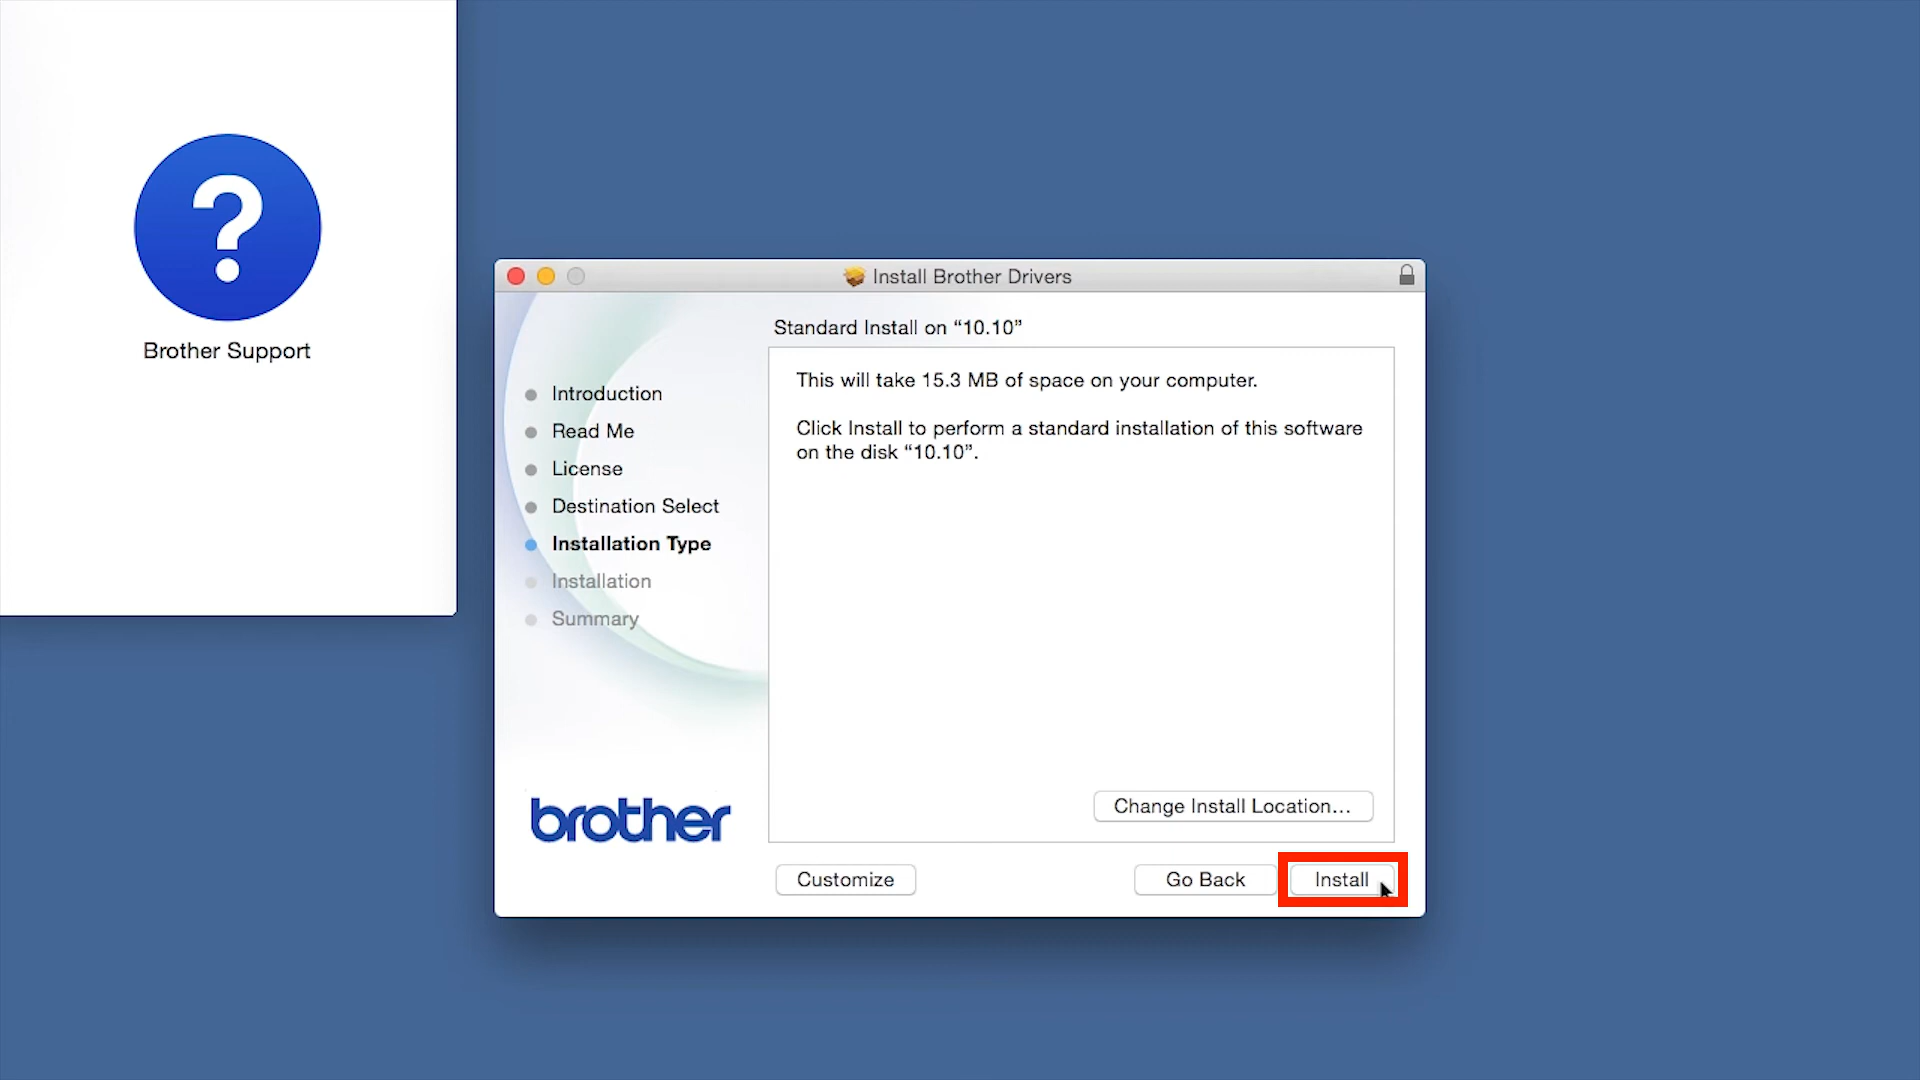 ?
Brother Support
Install Brother Drivers
Standard Install on “10.10”
Introduction
Read Me
License
Destination Select
Installation Type
Installation
Summary
This will take 15.3 MB of space on your computer.
Click Install to perform a standard installation of this software
on the disk “10.10”.
Change Install Location...
brother
Customize
Go Back
Install